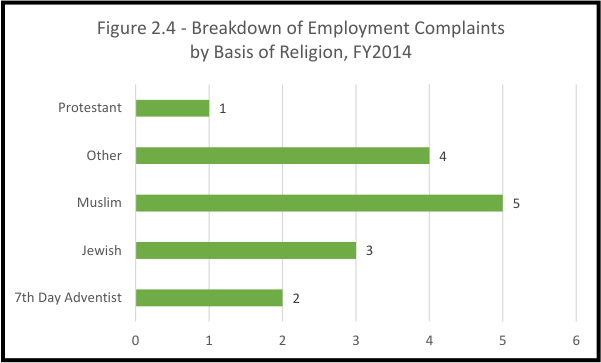 Figure 2.4 - Breakdown of Employment Complaints
by Basis of Religion, FY2014
Protestant 1
Other 4
Muslim 5
Jewish 3
7th Day Adventist 2
0 1 2 3 4 5 6